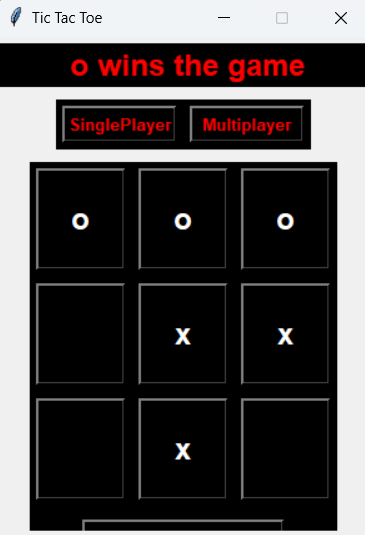 Tic Tac Toe
o wins the game
SinglePlayer Multiplayer
o o o
x x
x